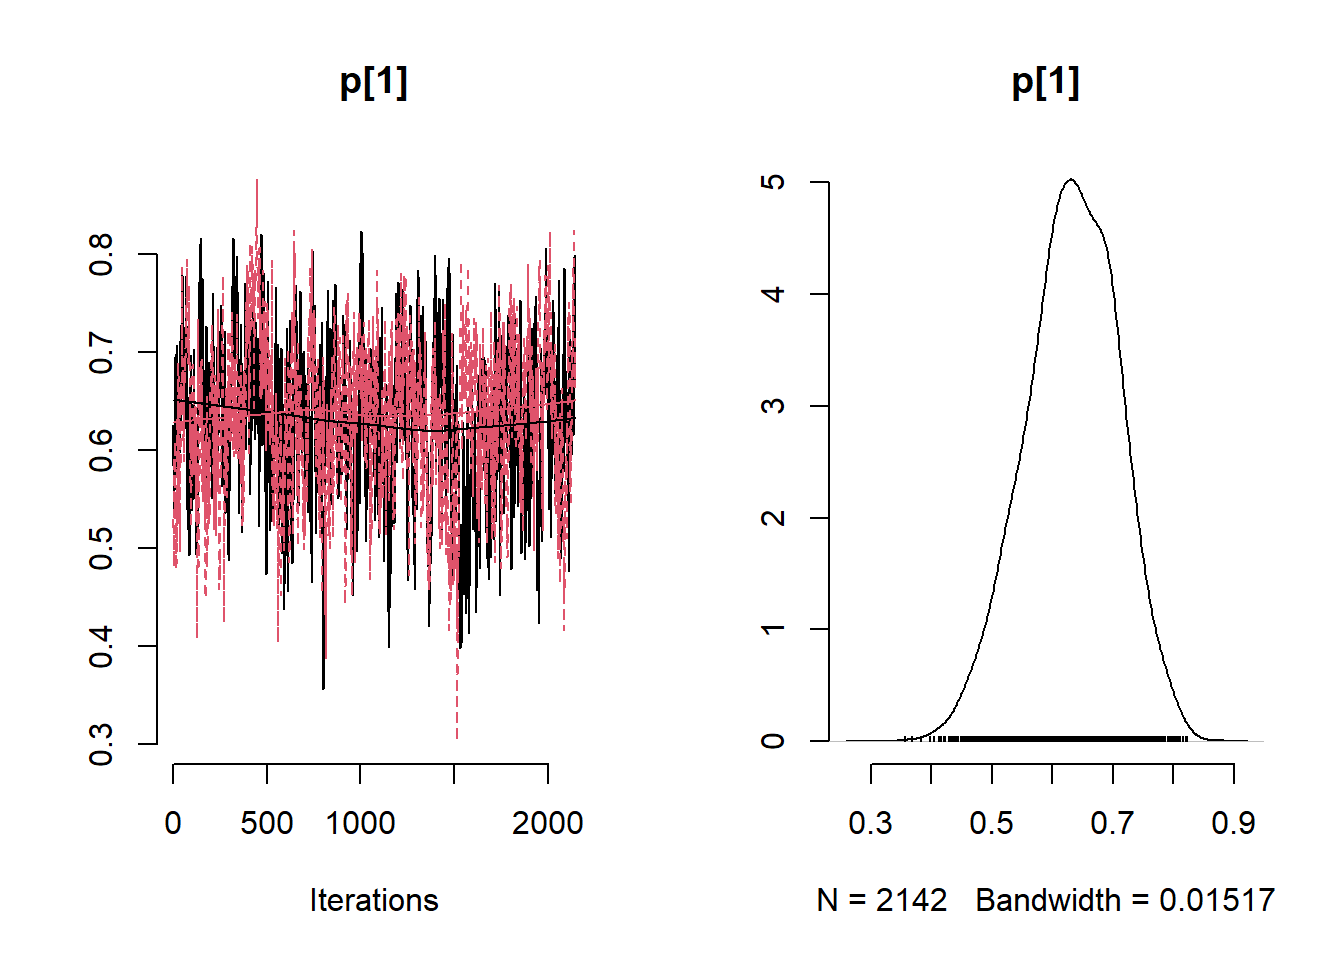 p[1]
0.3 0.4 0.5 0.6 0.7 0.8
0 500 1000 2000
Iterations
p[1]
0 1 2 3 4 5
0.3 0.5 0.7 0.9
N = 2142 Bandwidth = 0.01517